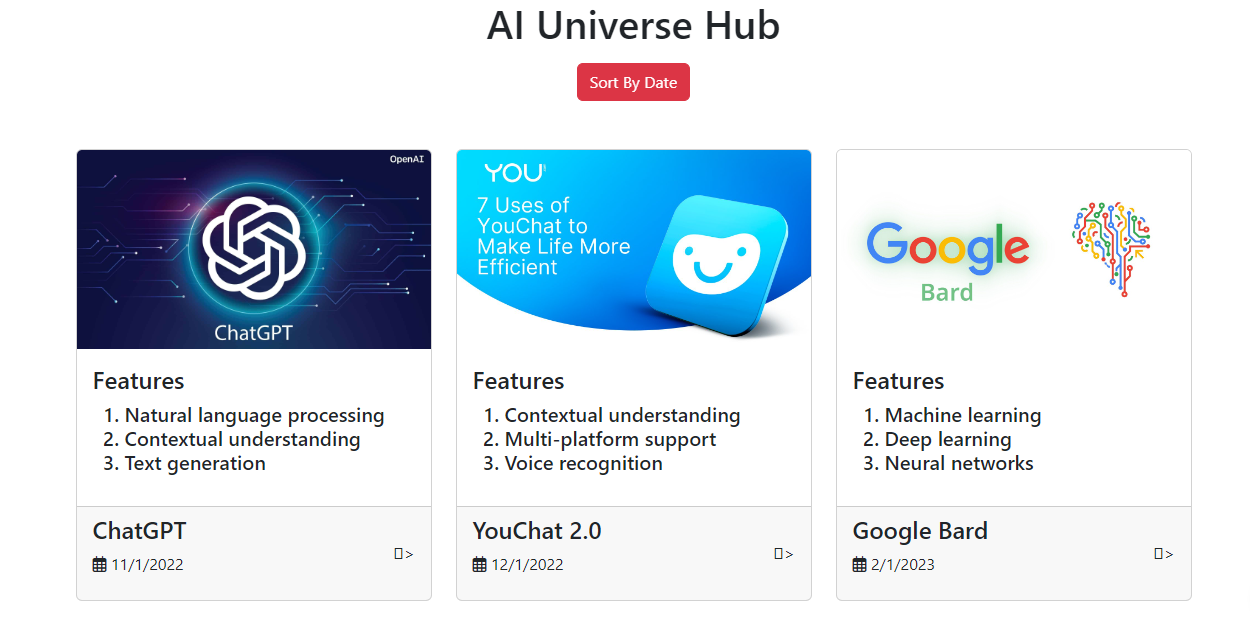 AI Universe Hub
Sort By Date
OpenAI
ChatGPT
Features
1. Natural language processing
2. Contextual understanding
3. Text generation
ChatGPT
11/1/2022
>
YOU
7 Uses of
YouChat to
Make Life More
Efficient
Features
1. Contextual understanding
2. Multi-platform support
3. Voice recognition
YouChat 2.0
12/1/2022
>
Google
Bard
Features
1. Machine learning
2. Deep learning
3. Neural networks
Google Bard
2/1/2023
>